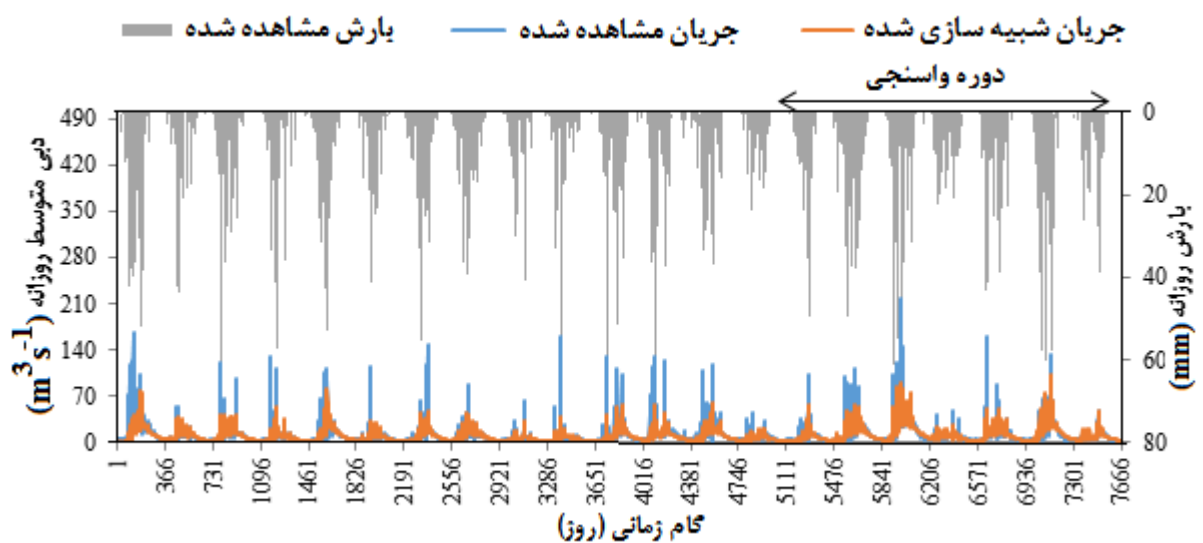 جریان شبیه سازی شده
جریان مشاهده شده
بارش مشاهده شده
دوره واسنجی
دبی متوسط روزانه (m^3 s^-1)
490
420
350
280
210
140
70
0
بارش روزانه (mm)
0
20
40
60
80
1 366 731 1096 1461 1826 2191 2556 2921 3286 3651 4016 4381 4746 5111 5476 5841 6206 6571 6936 7301 7666
گام زمانی (روز)